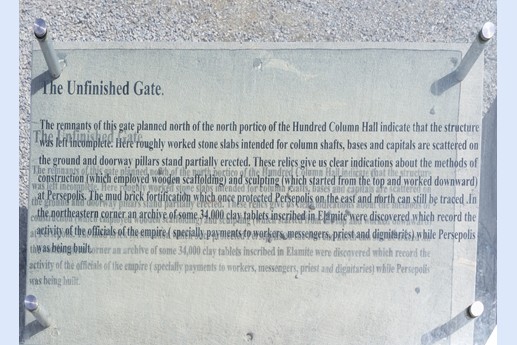 The Unfinished Gate.
The remnants of this gate planned north of the north portico of the Hundred Column Hall indicate that the structure
was left incomplete. Here roughly worked stone slabs intended for column shafts, bases and capitals are scattered on
the ground and doorway pillars stand partially erected. These relics give us clear indications about the methods of
construction (which employed wooden scaffolding) and sculpting (which started from the top and worked downward)
at Persepolis. The mud brick fortification which once protected Persepolis on the east and north can still be traced .In
the northeastern corner an archive of some 34,000 clay tablets inscribed in Elamite were discovered which record the
activity of the officials of the empire ( specially payments to workers, messengers, priest and dignitaries) while Persepolis
was being built.